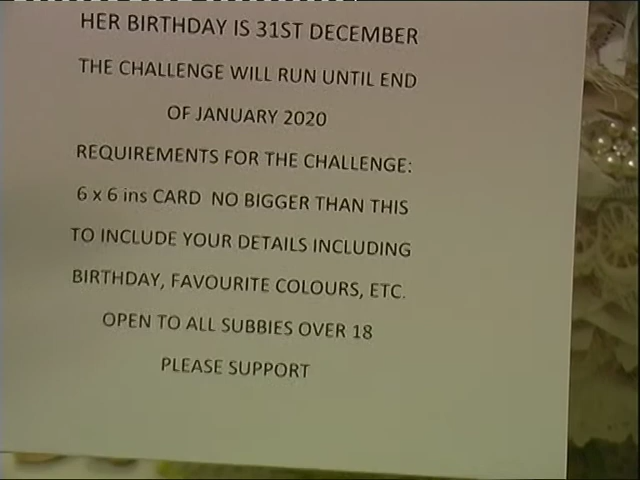 HER BIRTHDAY IS 31ST DECEMBER
THE CHALLENGE WILL RUN UNTIL END
OF JANUARY 2020
REQUIREMENTS FOR THE CHALLENGE:
6 x 6 ins CARD NO BIGGER THAN THIS
TO INCLUDE YOUR DETAILS INCLUDING
BIRTHDAY, FAVOURITE COLOURS, ETC.
OPEN TO ALL SUBBIES OVER 18
PLEASE SUPPORT